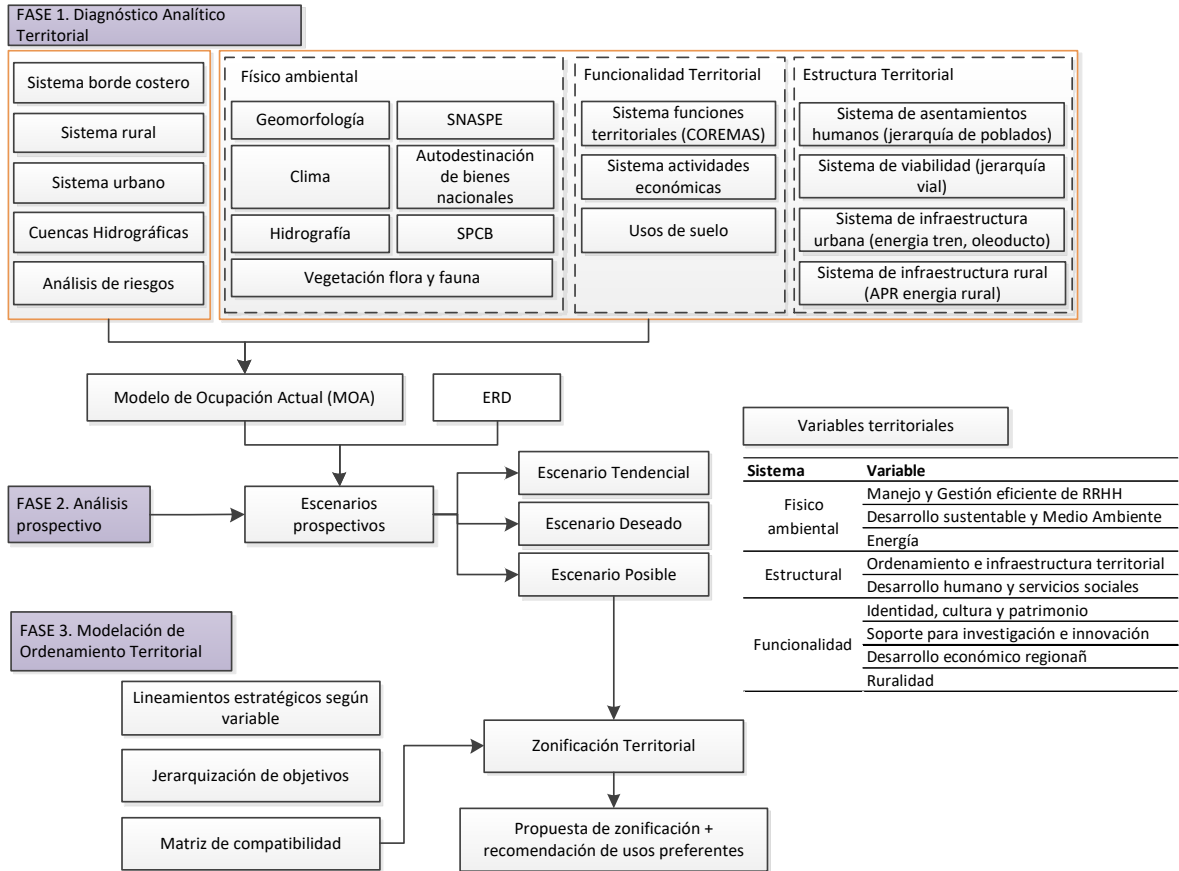 FASE 1. Diagnóstico Analítico
Territorial
Sistema borde costero
Sistema rural
Sistema urbano
Cuencas Hidrográficas
Análisis de riesgos
Físico ambiental
Geomorfología
SNASPE
Clima
Autodestinación
de bienes
nacionales
Hidrografía
SPCB
Vegetación flora y fauna
Funcionalidad Territorial
Sistema funciones
territoriales (COREMAS)
Sistema actividades
económicas
Usos de suelo
Estructura Territorial
Sistema de asentamientos
humanos (jerarquía de poblados)
Sistema de viabilidad (jerarquía
vial)
Sistema de infraestructura
urbana (energia tren, oleoducto)
Sistema de infraestructura rural
(APR energia rural)
Modelo de Ocupación Actual (MOA)
ERD
FASE 2. Análisis
prospectivo
Escenarios
prospectivos
Escenario Tendencial
Escenario Deseado
Escenario Posible
Variables territoriales
Sistema Variable
Fisico
ambiental
Manejo y Gestión eficiente de RRHH
Desarrollo sustentable y Medio Ambiente
Energía
Estructural
Ordenamiento e infraestructura territorial
Desarrollo humano y servicios sociales
Funcionalidad
Identidad, cultura y patrimonio
Soporte para investigación e innovación
Desarrollo económico regionañ
Ruralidad
FASE 3. Modelación de
Ordenamiento Territorial
Lineamientos estratégicos según
variable
Jerarquización de objetivos
Matriz de compatibilidad
Zonificación Territorial
Propuesta de zonificación +
recomendación de usos preferentes